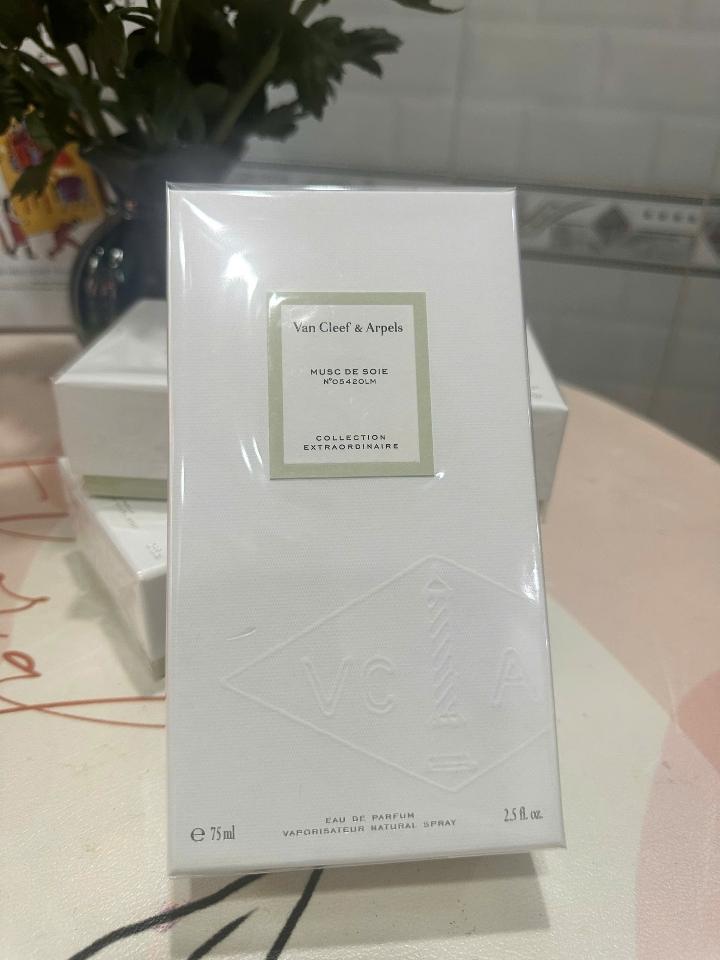 Van Cleef & Arpels
MUSC DE SOIE
N°05420LM
COLLECTION
EXTRAORDINAIRE
VC A
EAU DE PARFUM
VAPORISATEUR NATURAL SPRAY
℮ 75 ml
2.5 fl. oz.